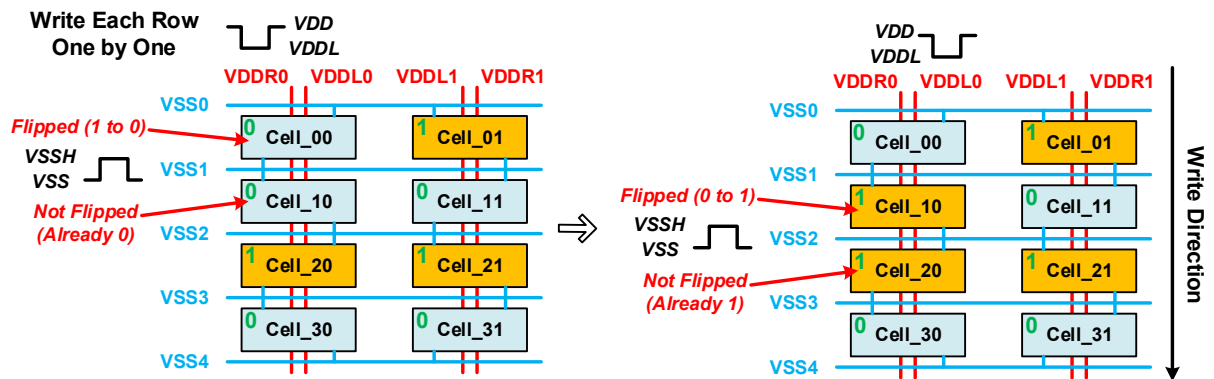 Write Each Row
One by One
VDD
VDDL
VDDR0 VDDL0 VDDL1 VDDR1
VSS0
Flipped (1 to 0)
0 Cell_00
1 Cell_01
VSSH
VSS
VSS1
Not Flipped
(Already 0)
0 Cell_10
0 Cell_11
VSS2
1 Cell_20
1 Cell_21
VSS3
0 Cell_30
0 Cell_31
VSS4
VDD
VDDL
VDDR0 VDDL0 VDDL1 VDDR1
VSS0
0 Cell_00
1 Cell_01
VSS1
Flipped (0 to 1)
1 Cell_10
0 Cell_11
VSSH
VSS
VSS2
Not Flipped
(Already 1)
1 Cell_20
1 Cell_21
VSS3
0 Cell_30
0 Cell_31
VSS4
Write Direction